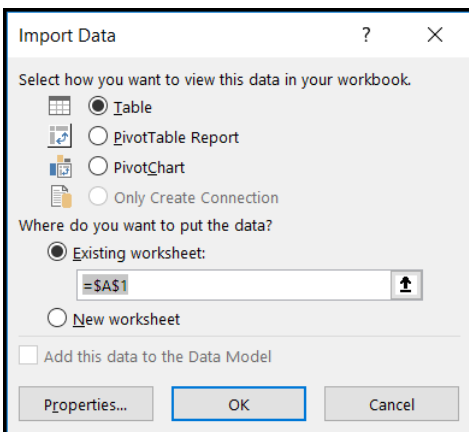 Import Data ?
Select how you want to view this data in your workbook.
Table
PivotTable Report
PivotChart
Only Create Connection
Where do you want to put the data?
Existing worksheet:
=$A$1
New worksheet
Add this data to the Data Model
Properties... OK Cancel